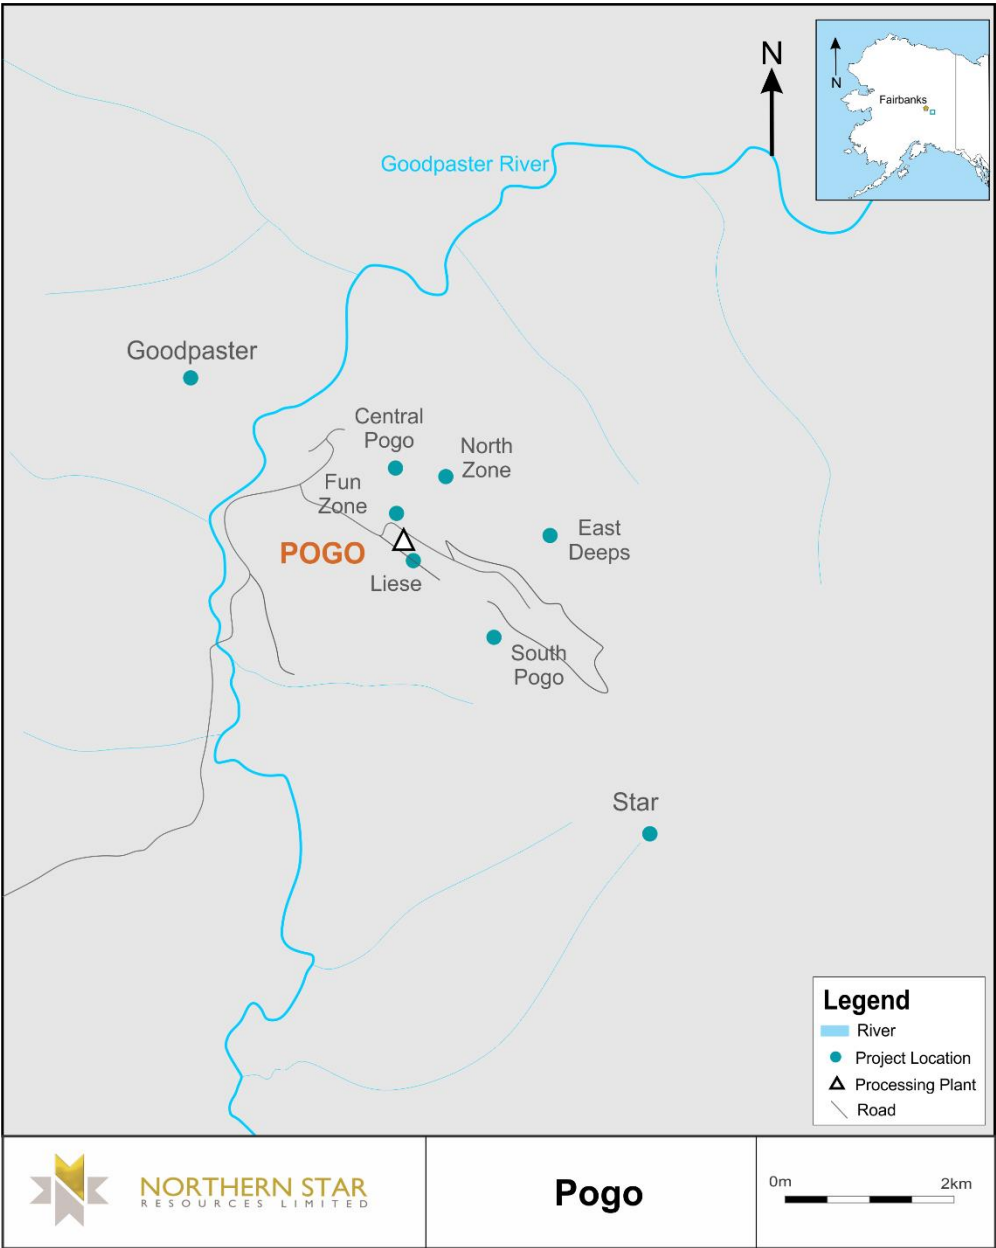 N
N
Fairbanks
Goodpaster River
Goodpaster
Central
Pogo
North
Zone
Fun
Zone
East
Deeps
POGO
Liese
South
Pogo
Star
Legend
River
Project Location
Processing Plant
Road
NORTHERN STAR
RESOURCES LIMITED
Pogo
0m 2km